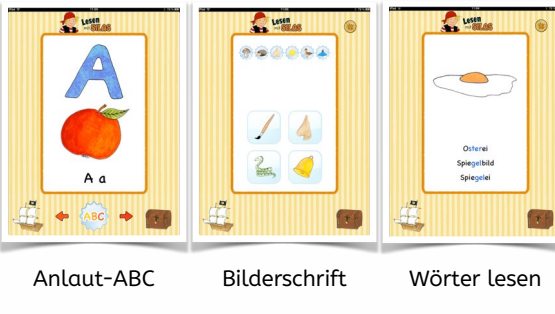 Lesen
mit SILAS
A
A a
ABC
Lesen
mit SILAS
Lesen
mit SILAS
Osterei
Spiegelbild
Spiegelei
Anlaut-ABC
Bilderschrift
Wörter lesen